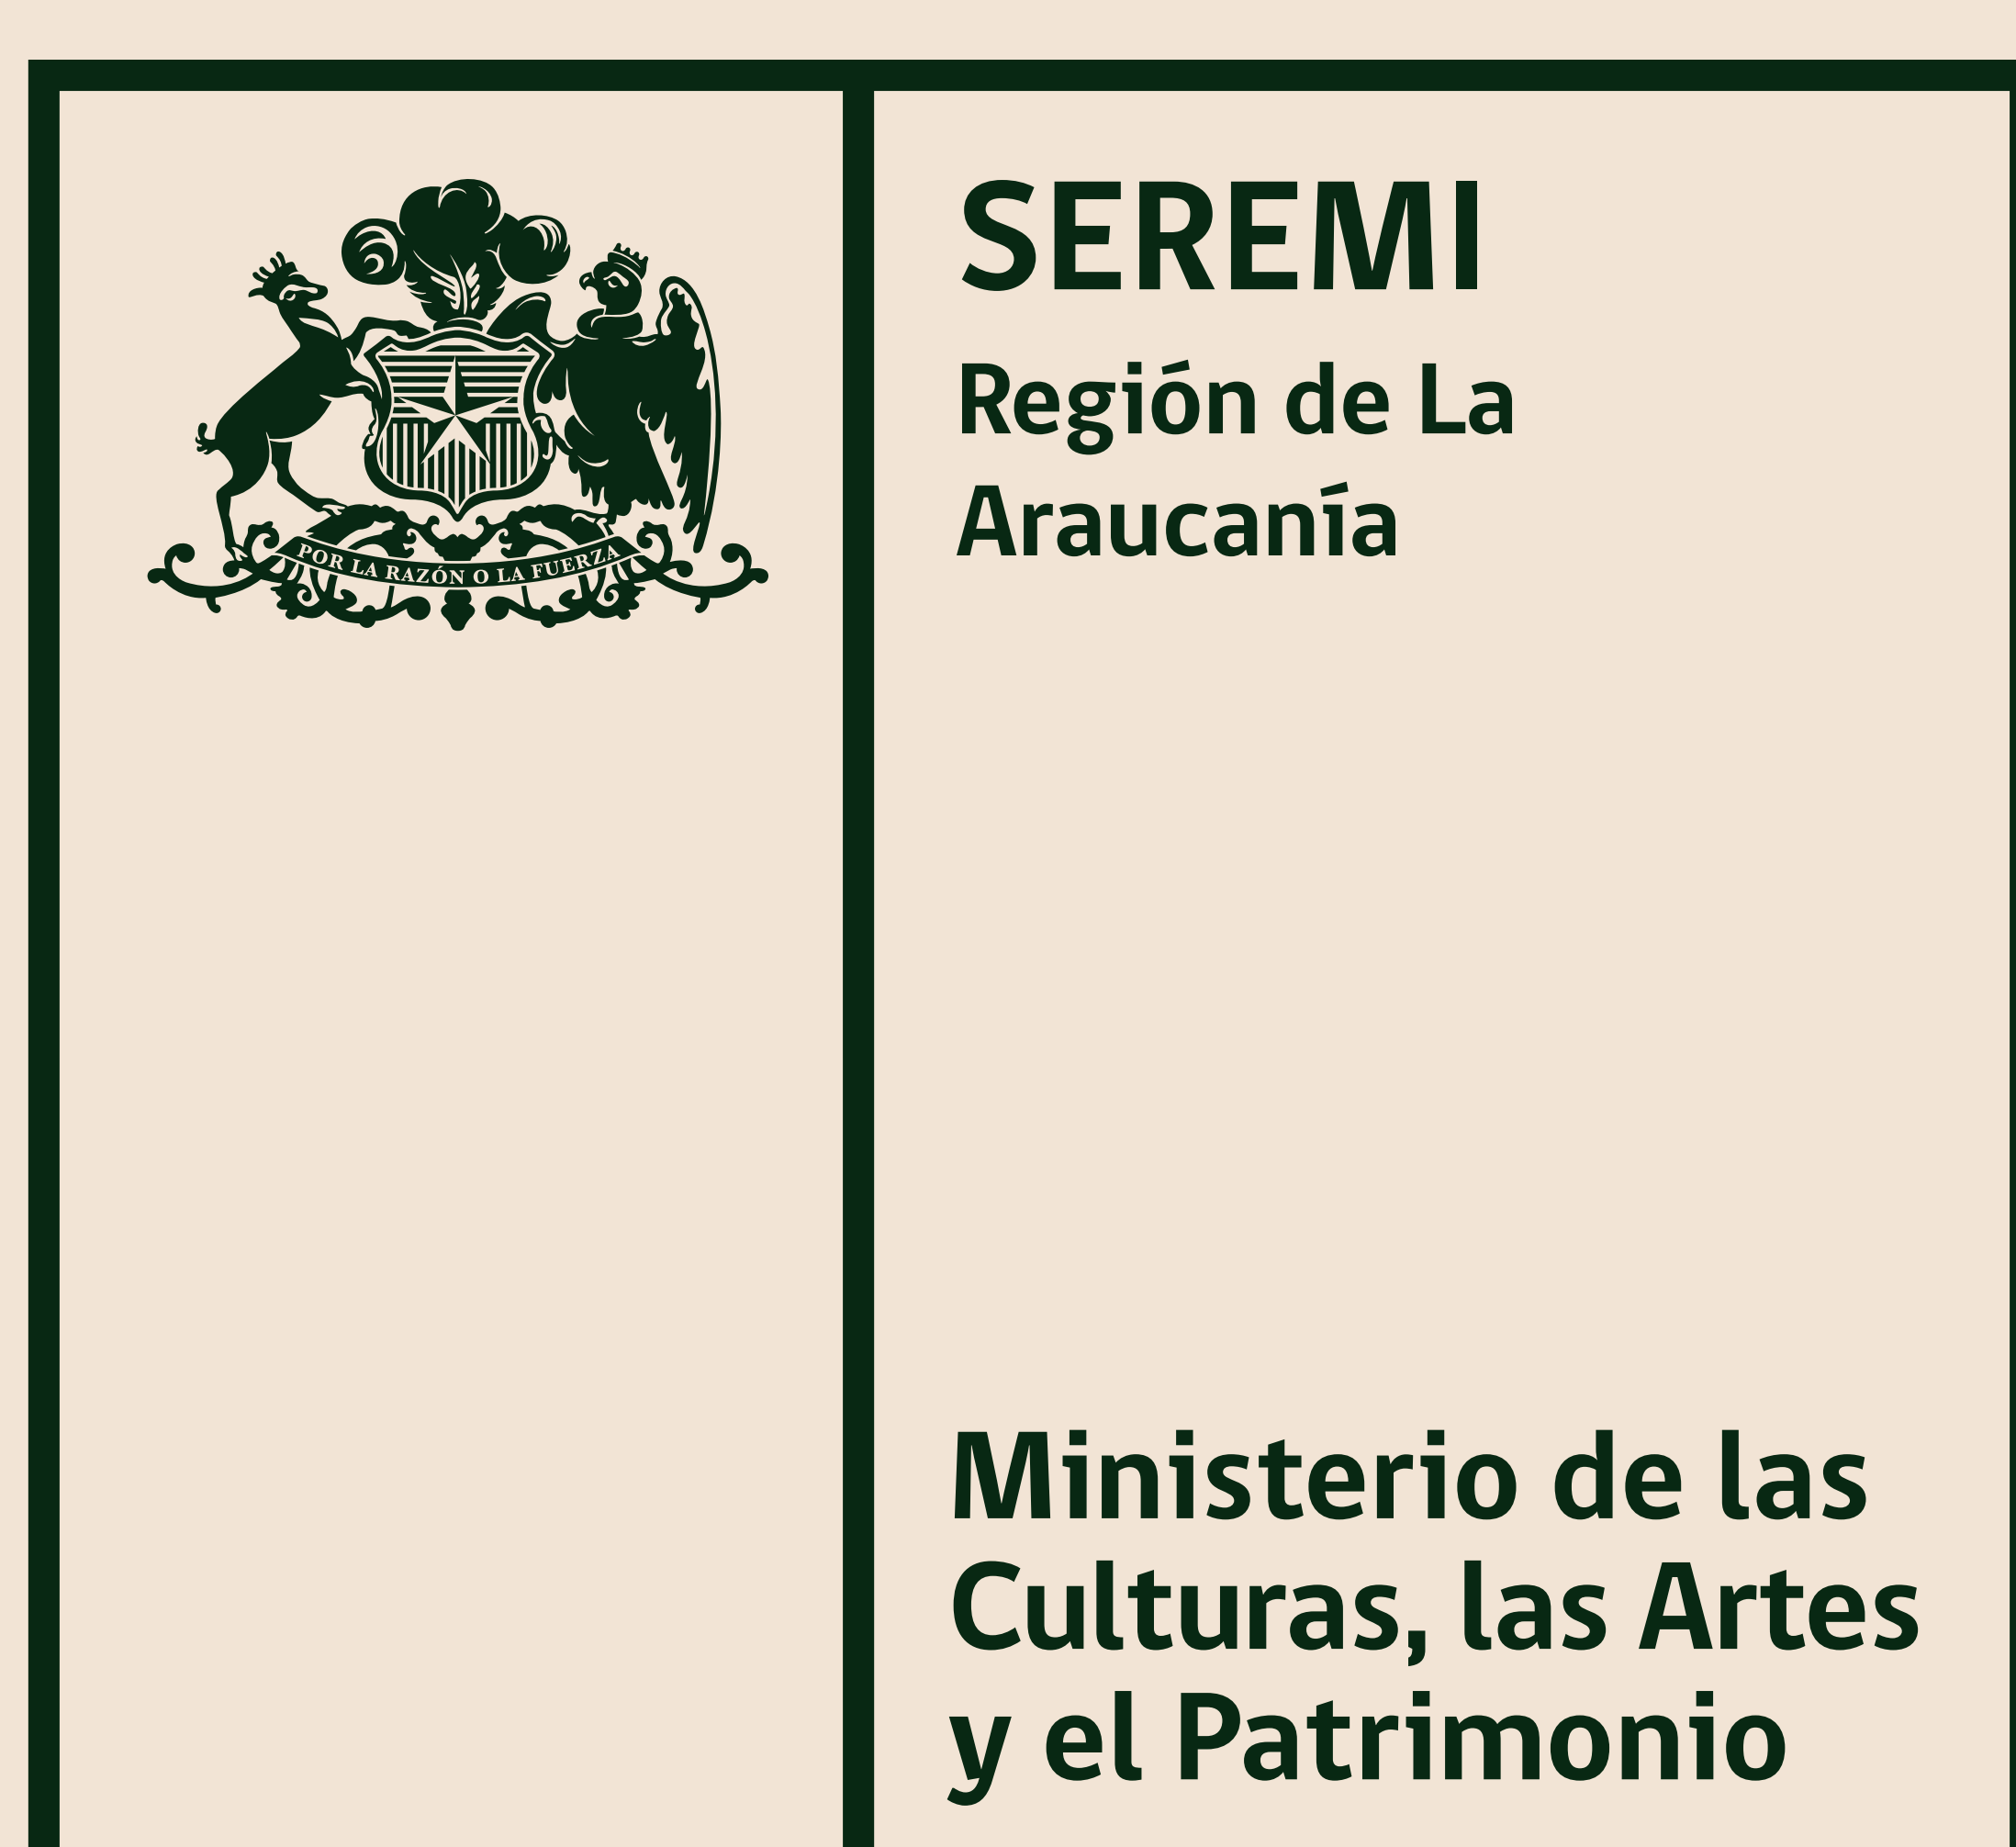 POR LA RAZÓN O LA FUERZA
SEREMI
Región de La
Araucanía
Ministerio de las
Culturas, las Artes
y el Patrimonio